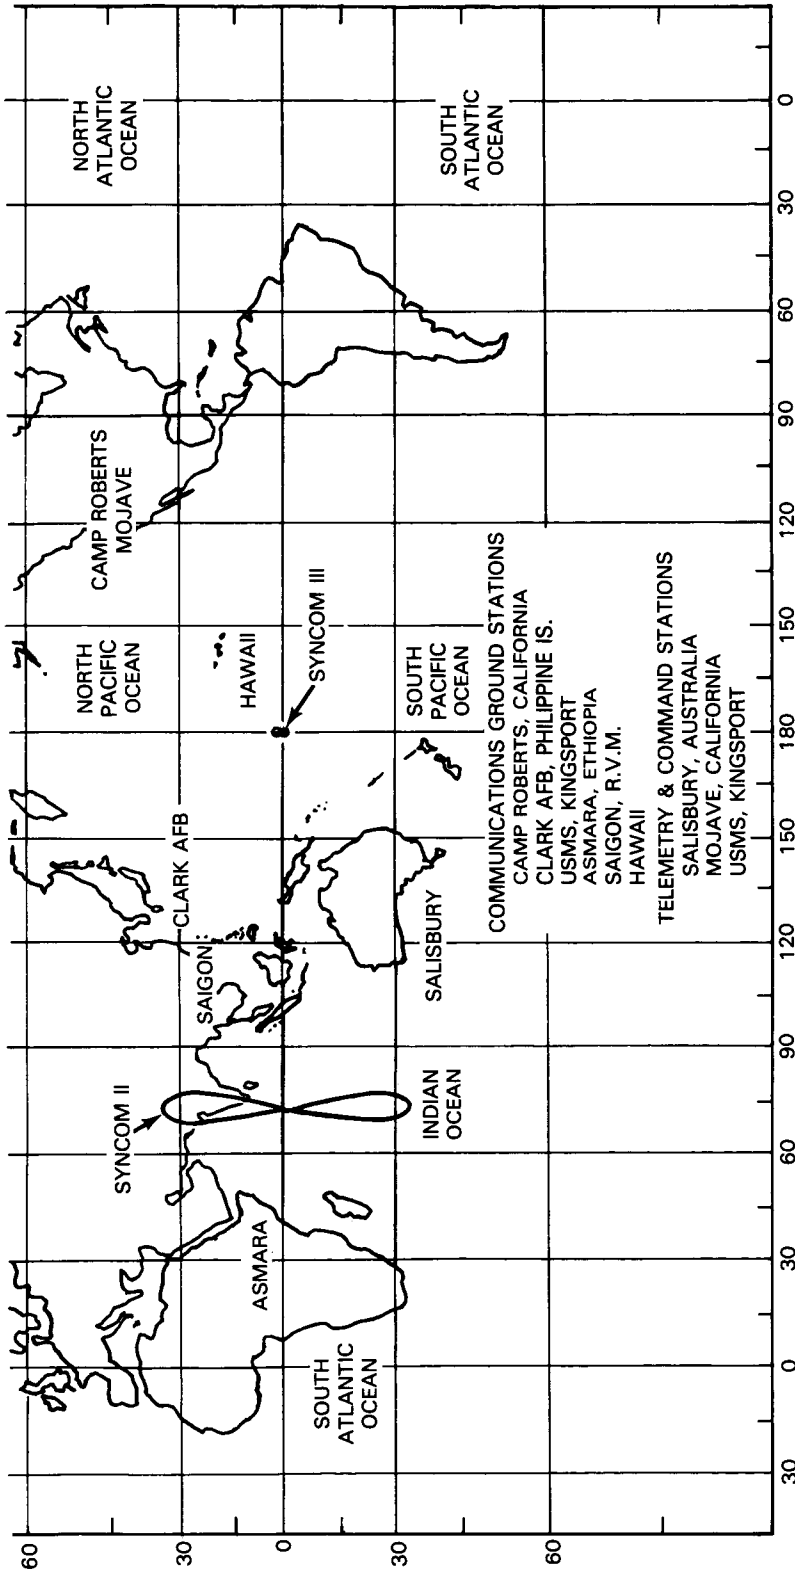 60
30
0
30
60
30
0
30
60
90
120
150
180
150
120
90
60
30
0
NORTH
ATLANTIC
OCEAN
CAMP ROBERTS
MOJAVE
NORTH
PACIFIC
OCEAN
HAWAII
SYNCOM III
CLARK AFB
SAIGON
SYNCOM II
ASMARA
SOUTH
ATLANTIC
OCEAN
INDIAN
OCEAN
SALISBURY
SOUTH
PACIFIC
OCEAN
SOUTH
ATLANTIC
OCEAN
COMMUNICATIONS GROUND STATIONS
CAMP ROBERTS, CALIFORNIA
CLARK AFB, PHILIPPINE IS.
USMS, KINGSPORT
ASMARA, ETHIOPIA
SAIGON, R.V.M.
HAWAII
TELEMETRY & COMMAND STATIONS
SALISBURY, AUSTRALIA
MOJAVE, CALIFORNIA
USMS, KINGSPORT